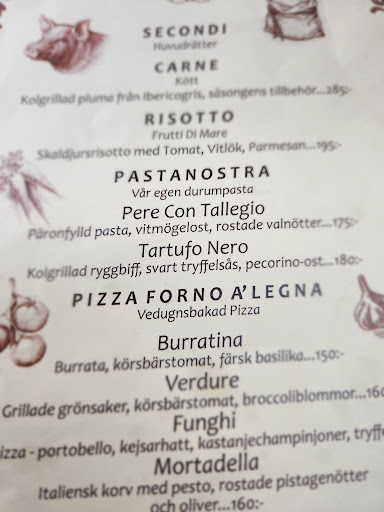 SECONDI
Huvudrätter
CARNE
Kött
Kolgrillad pluma från Ibericogris, säsongens tillbehör...285:-
RISOTTO
Frutti Di Mare
Skaldjursrisotto med Tomat, Vitlök, Parmesan...195:-
PASTANOSTRA
Vår egen durumpasta
Pere Con Tallegio
Päronfylld pasta, vitmögelost, rostade valnötter...175:-
Tartufo Nero
Kolgrillad ryggbiff, svart tryffelsås, pecorino-ost...180:-
PIZZA FORNO A'LEGNA
Vedugnsbakad Pizza
Burratina
Burrata, körsbärstomat, färsk basilika...150:-
Verdure
Grillade grönsaker, körsbärstomat, broccoliblommor...160
Funghi
izza - portobello, kejsarhatt, kastanjechampinjoner, tryffe
Mortadella
Italiensk korv med pesto, rostade pistagenötter
och oliver...160:-